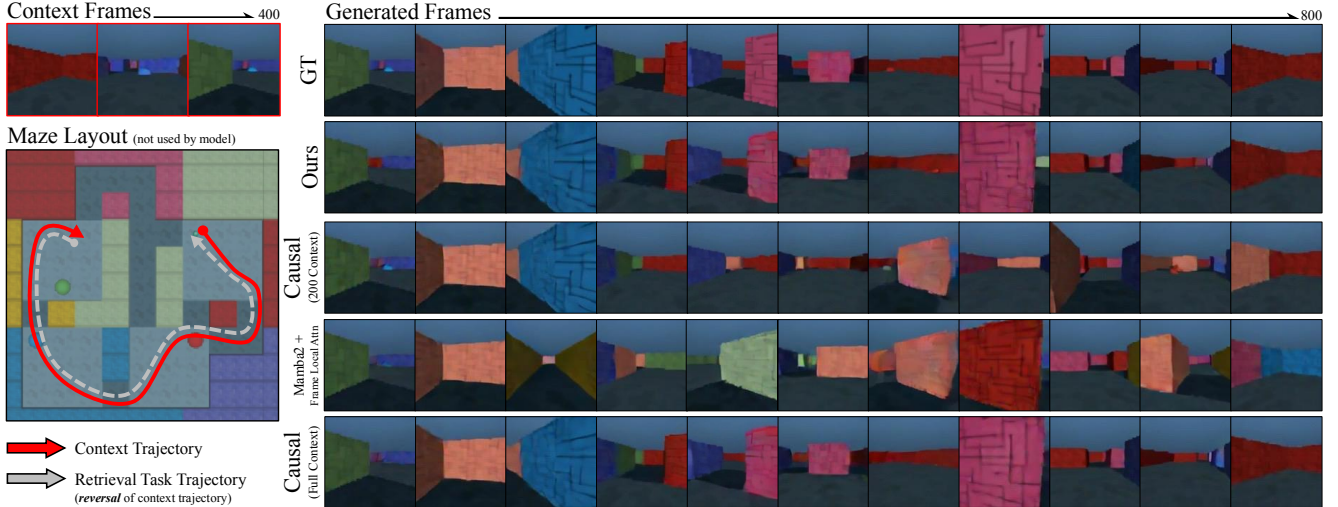 Context Frames
400
Generated Frames
800
GT
Maze Layout (not used by model)
Ours
Causal
(200 Context)
Mamba2 +
Frame Local Attn
Causal
(Full Context)
Context Trajectory
Retrieval Task Trajectory
(reversal of context trajectory)